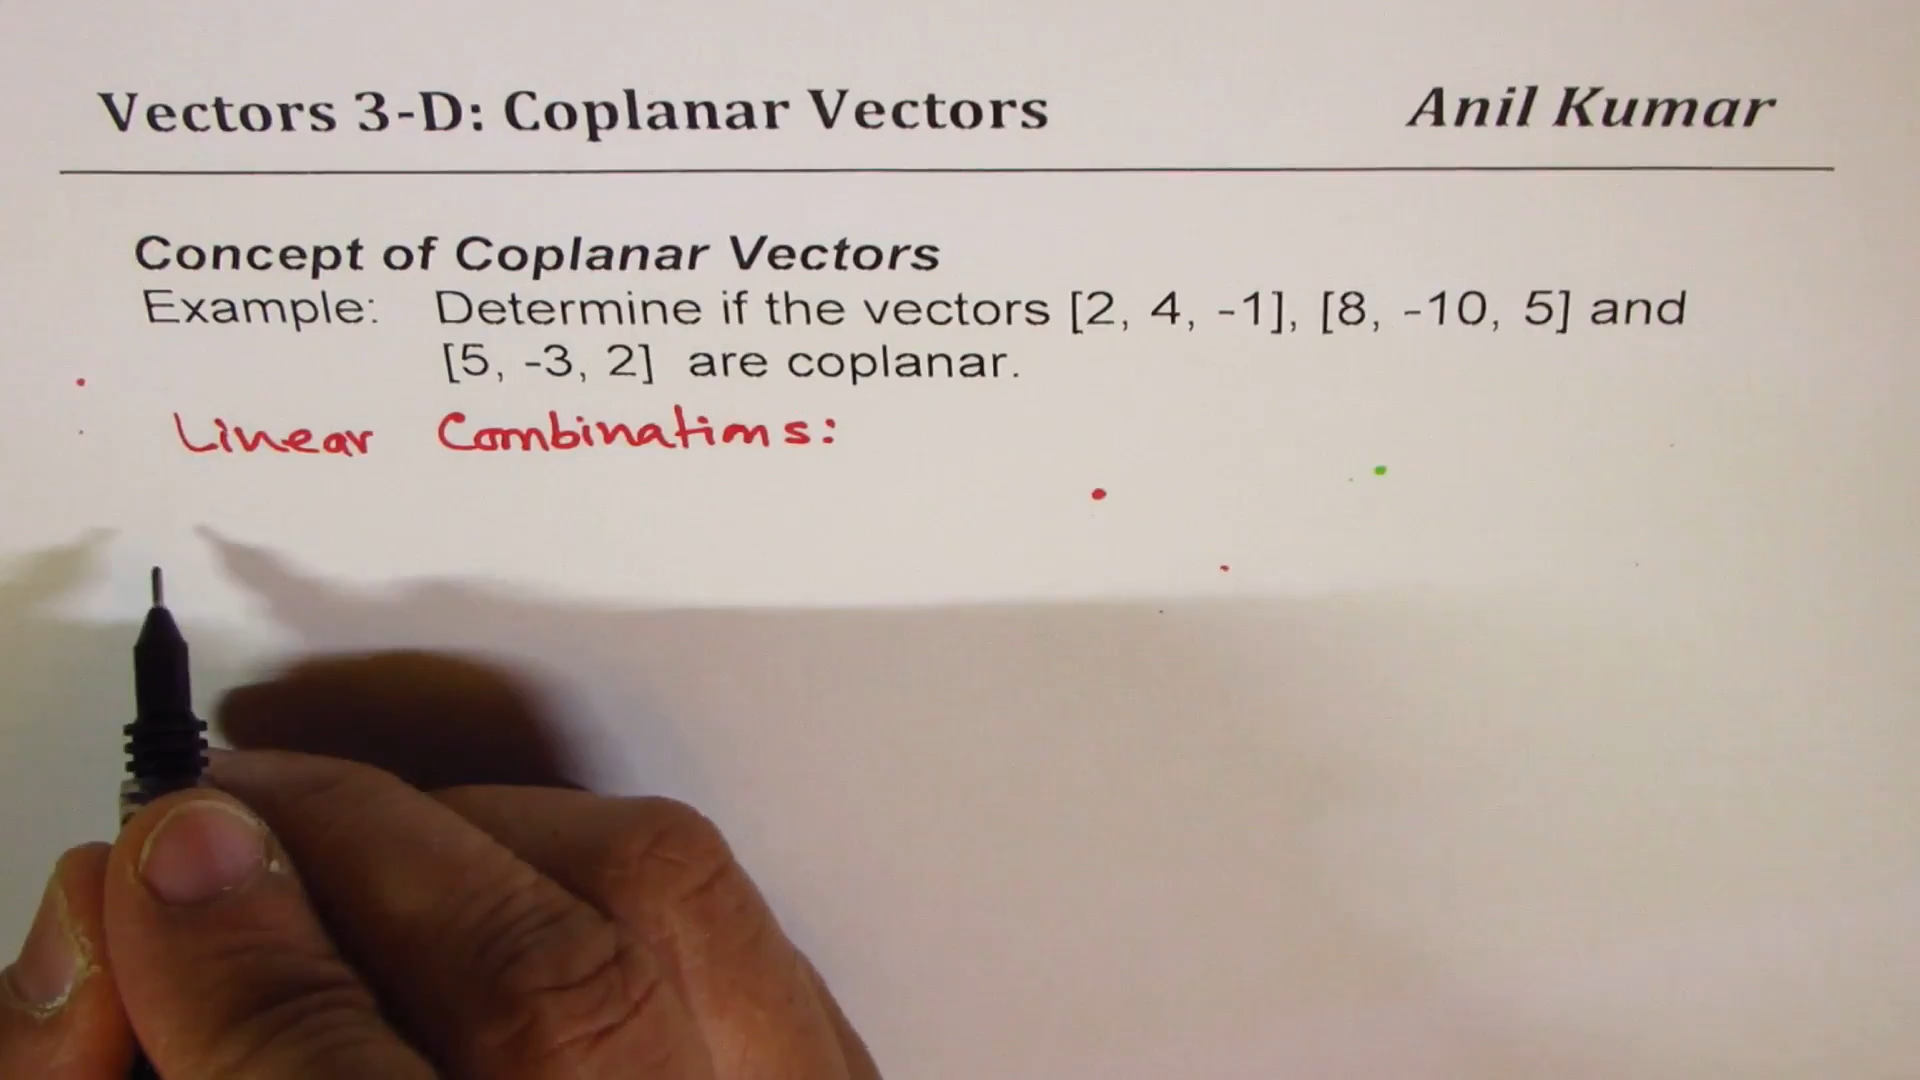 Vectors 3-D: Coplanar Vectors Anil Kumar
Concept of Coplanar Vectors
Example: Determine if the vectors [2, 4, -1], [8, -10, 5] and
[5, -3, 2] are coplanar.
Linear Combinations: